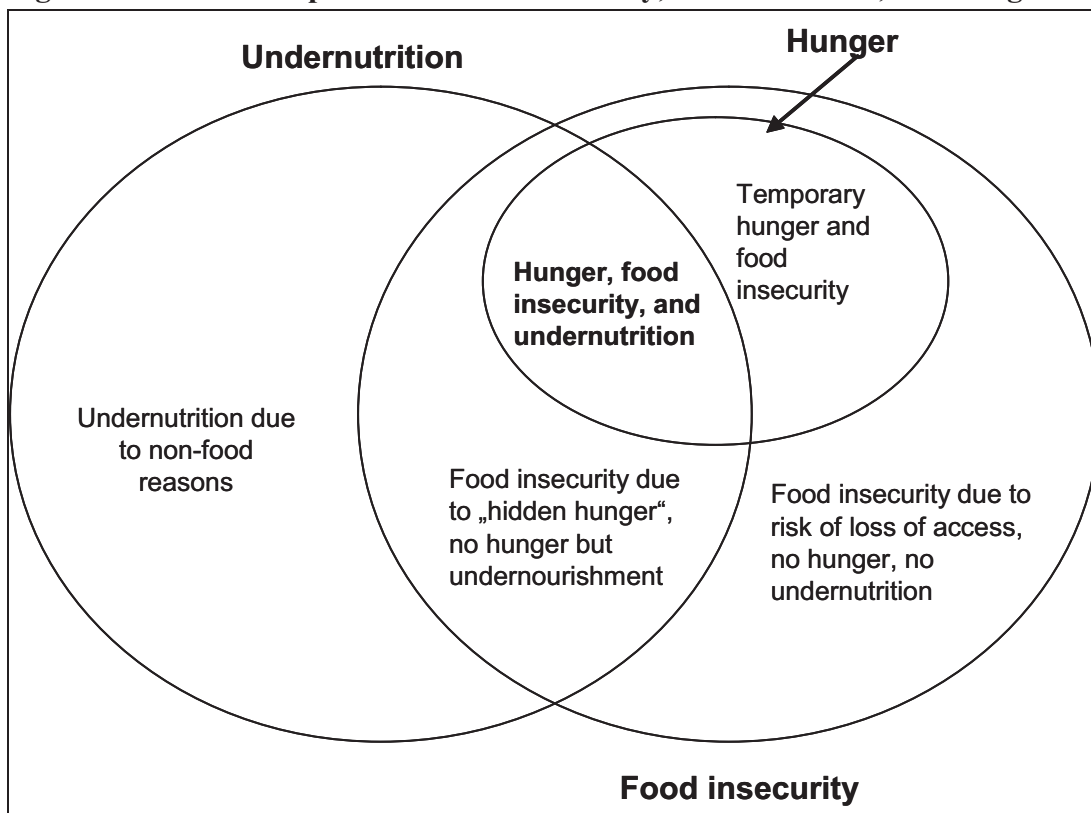 Undernutrition
Hunger
Temporary
hunger and
food
insecurity
Hunger, food
insecurity, and
undernutrition
Undernutrition due
to non-food
reasons
Food insecurity due
to „hidden hunger“,
no hunger but
undernourishment
Food insecurity due to
risk of loss of access,
no hunger, no
undernutrition
Food insecurity